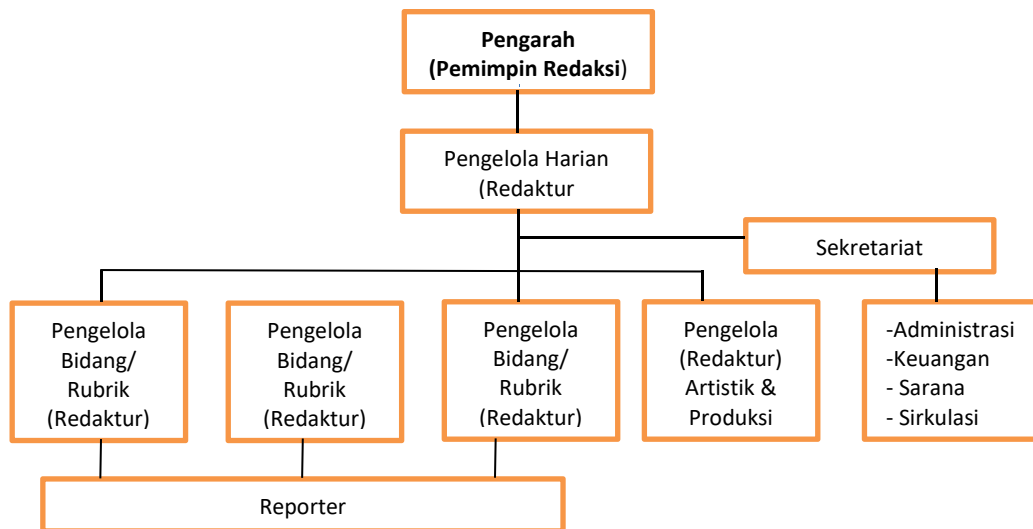 Pengarah
(Pemimpin Redaksi)
Pengelola Harian
(Redaktur
Sekretariat
Pengelola
Bidang/
Rubrik
(Redaktur)
Pengelola
Bidang/
Rubrik
(Redaktur)
Pengelola
Bidang/
Rubrik
(Redaktur)
Pengelola
(Redaktur)
Artistik &
Produksi
-Administrasi
-Keuangan
- Sarana
- Sirkulasi
Reporter